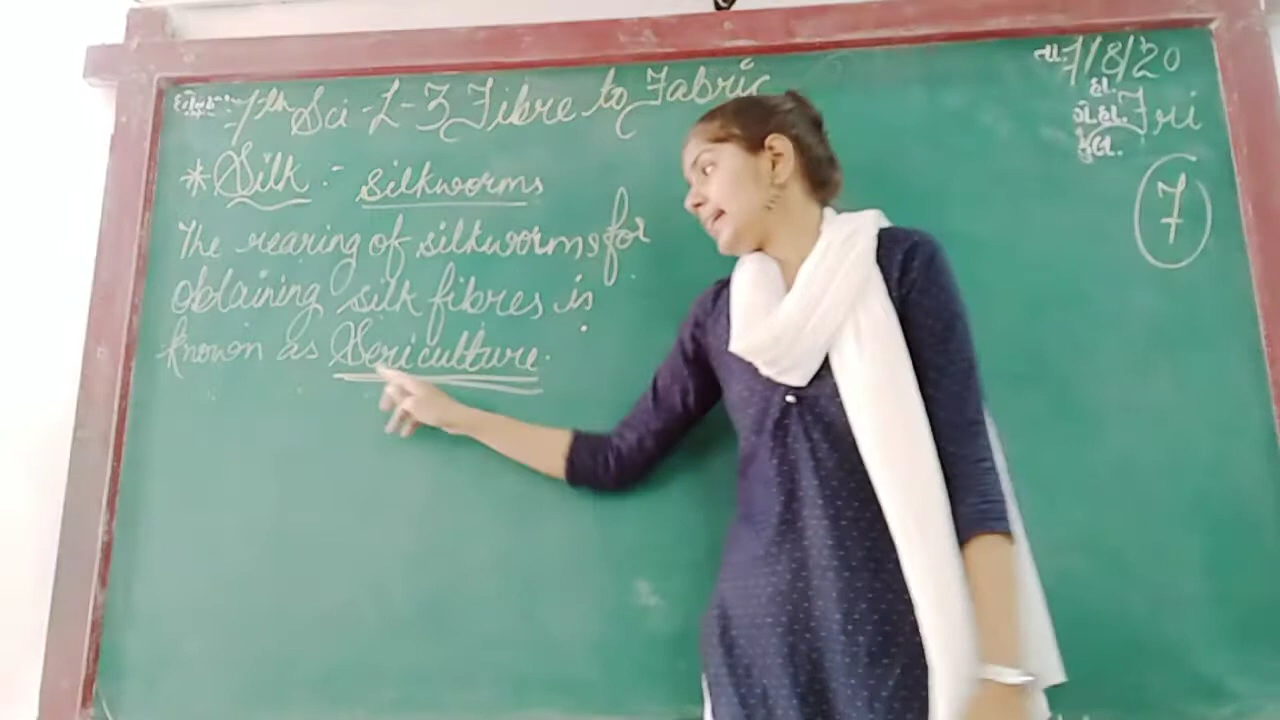 7th Sci - L-3 Fibre to Fabric
* Silk :- silkworms
The rearing of silkworms for
obtaining silk fibres is
known as Sericulture.
તા. 7/8/20
Fri
7